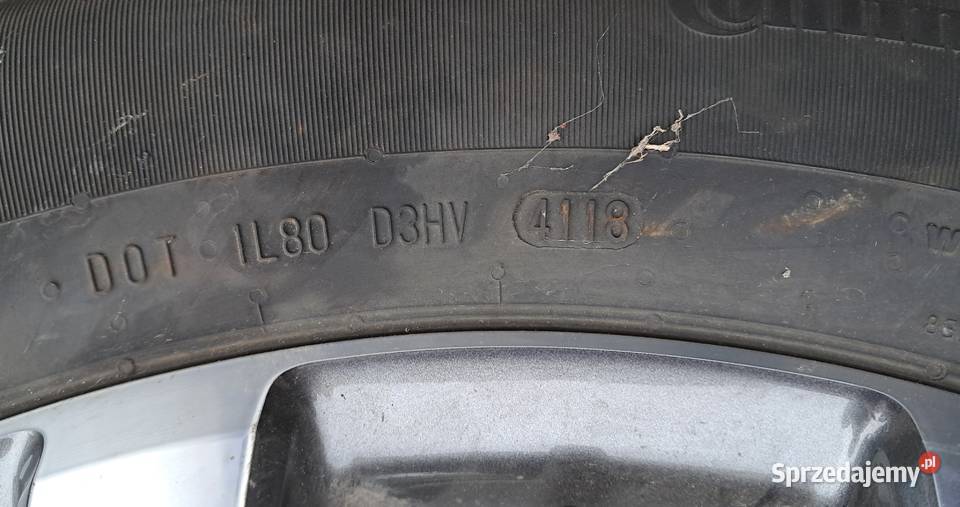 DOT 1L80 D3HV 4118
W
Sprzedajemy.pl